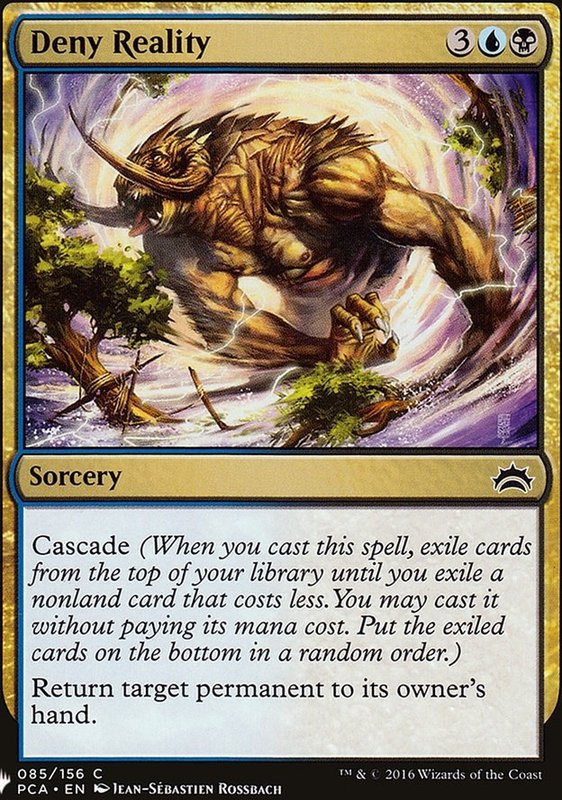 Deny Reality 3
Sorcery
Cascade (When you cast this spell, exile cards
from the top of your library until you exile a
nonland card that costs less. You may cast it
without paying its mana cost. Put the exiled
cards on the bottom in a random order.)
Return target permanent to its owner's
hand.
085/156 C
PCA • EN Jean-Sébastien Rossbach
™ & © 2016 Wizards of the Coast